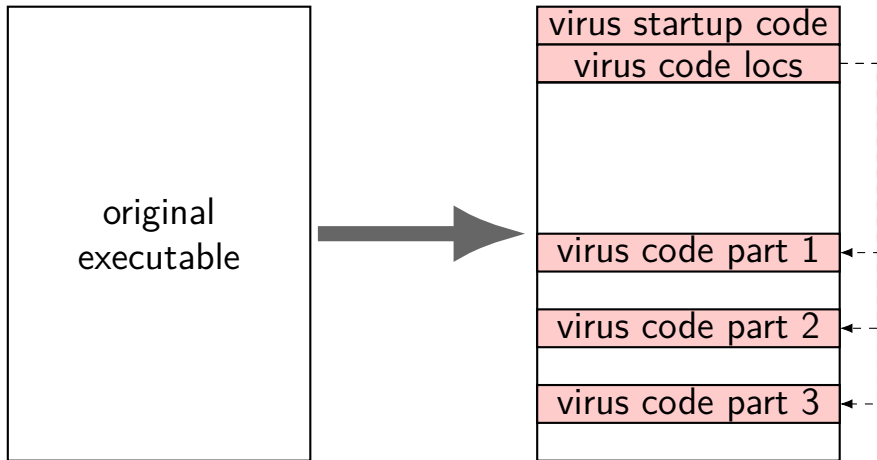 original
executable
virus startup code
virus code locs
virus code part 1
virus code part 2
virus code part 3